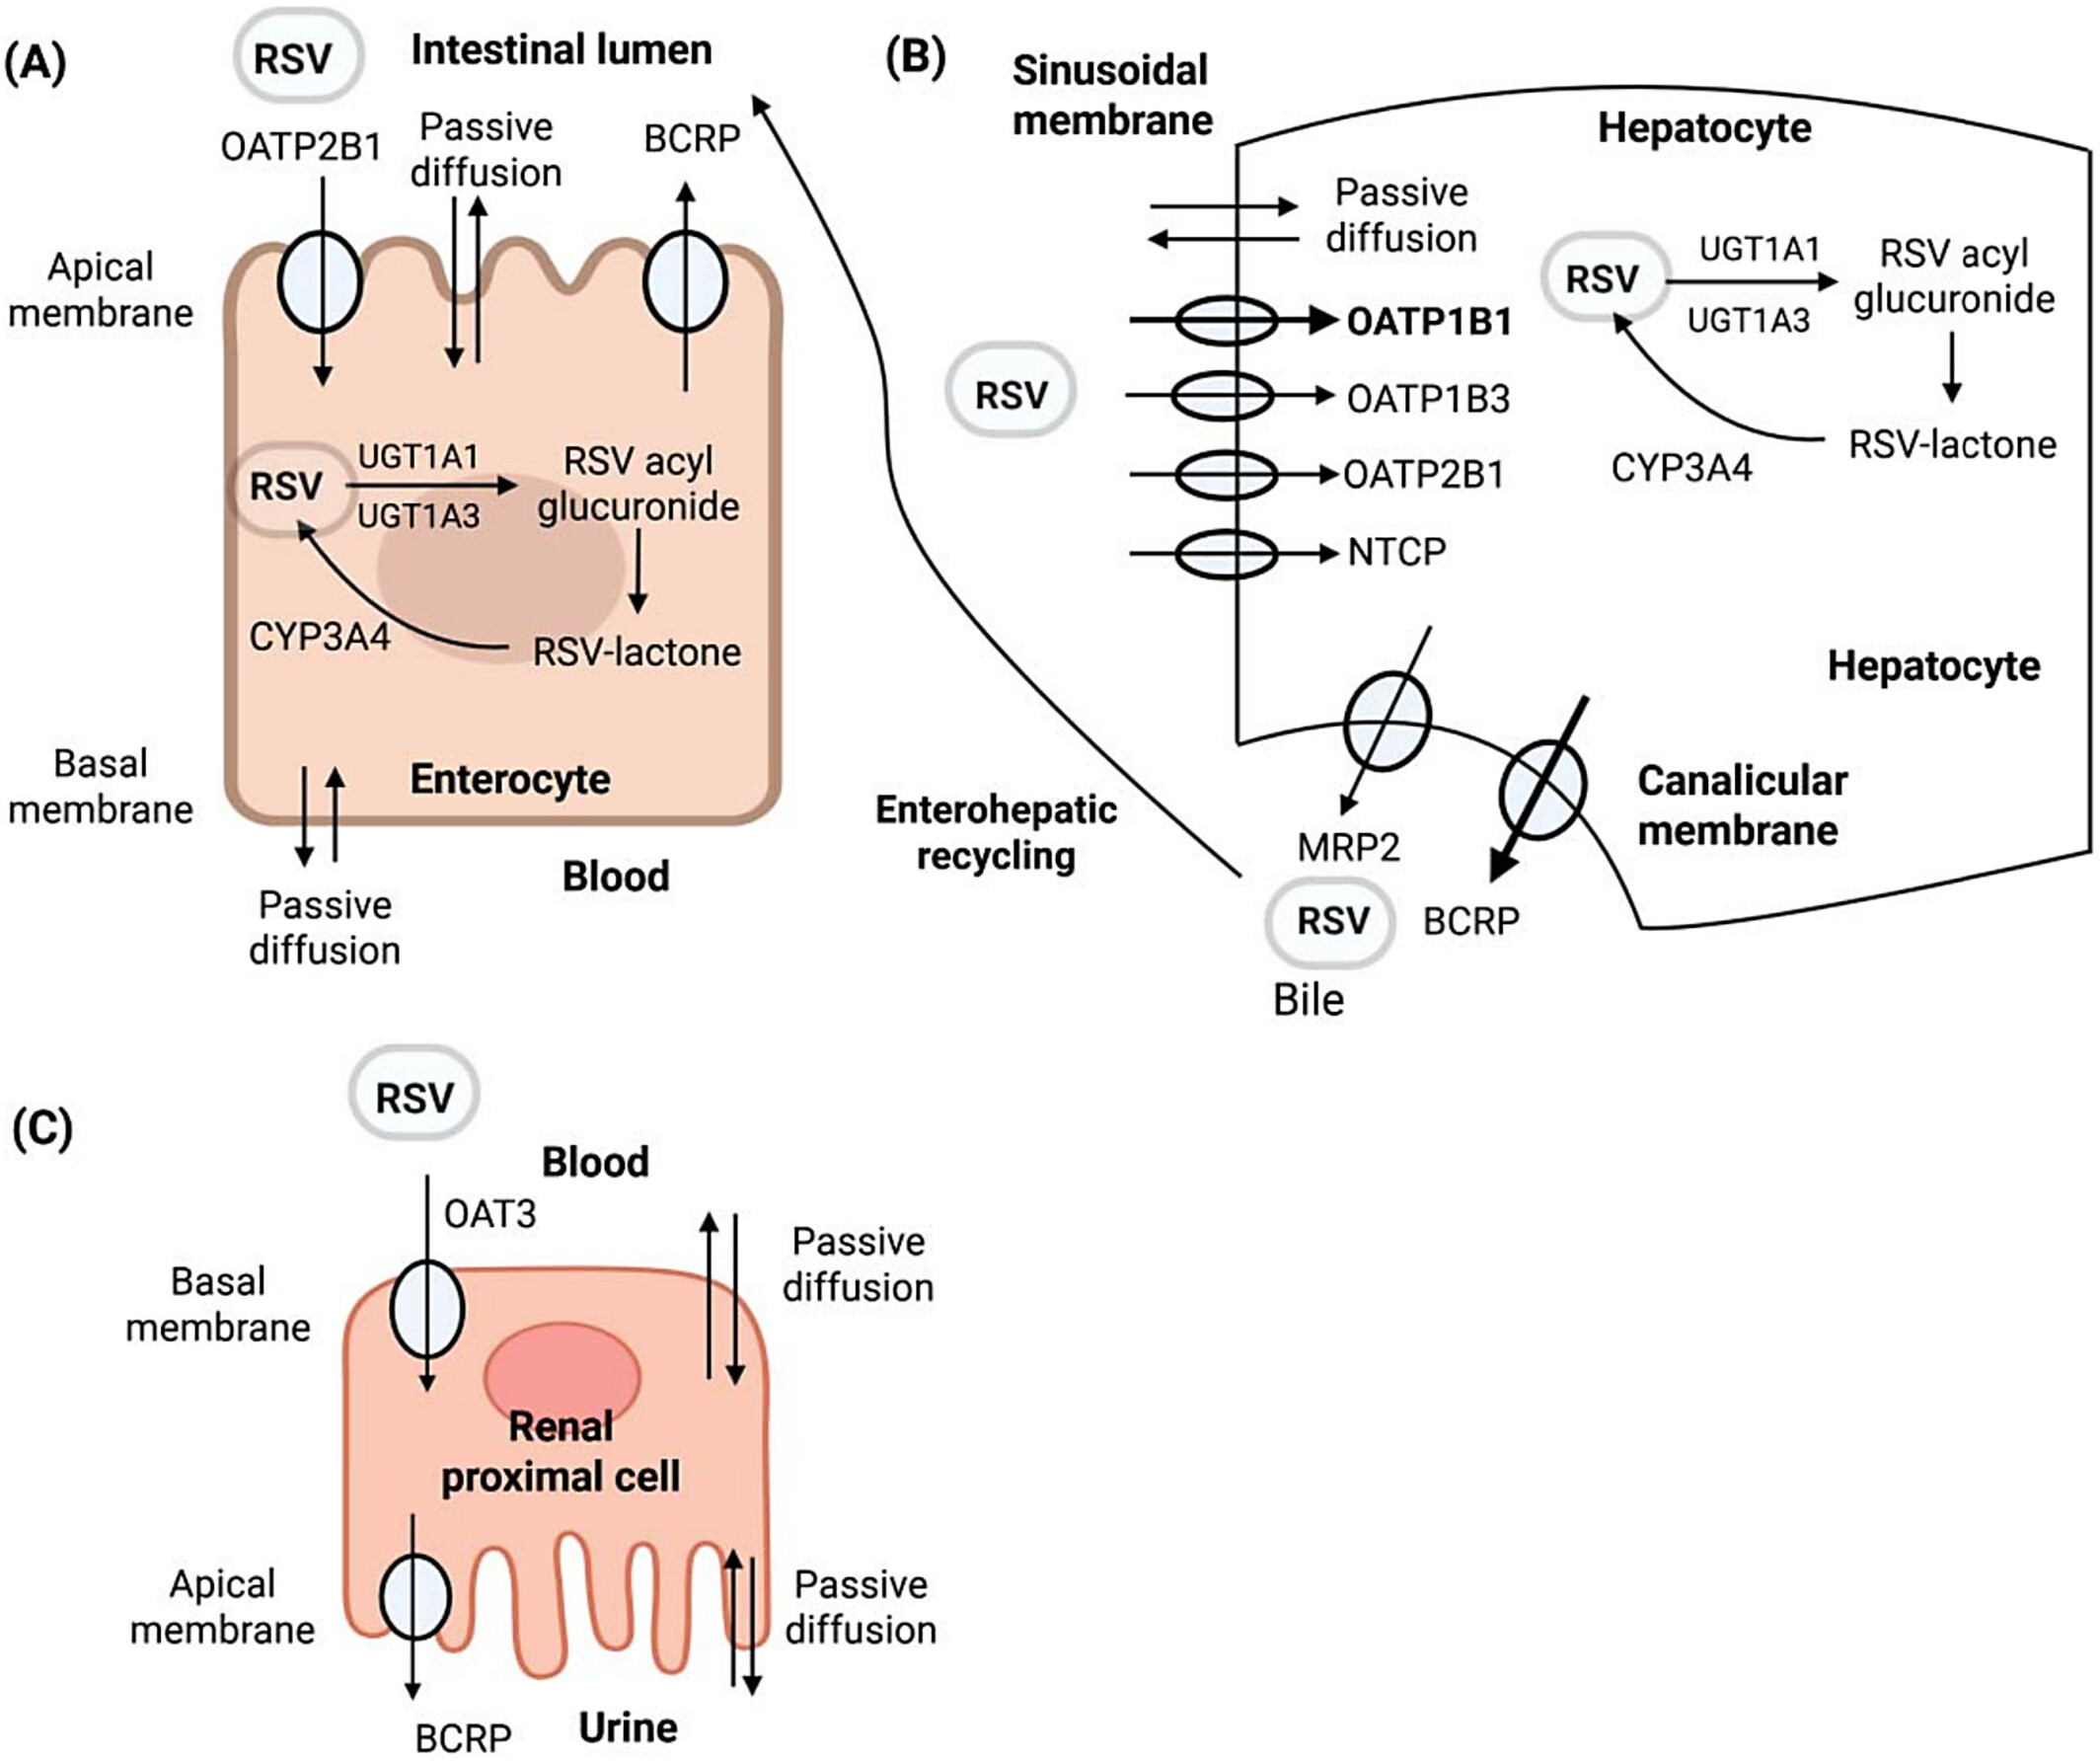 (A)
RSV
Intestinal lumen
OATP2B1
Passive
diffusion
BCRP
Apical
membrane
RSV
UGT1A1
UGT1A3
RSV acyl
glucuronide
CYP3A4
RSV-lactone
Basal
membrane
Enterocyte
Blood
Passive
diffusion
(B)
Sinusoidal
membrane
Hepatocyte
Passive
diffusion
RSV
UGT1A1
UGT1A3
RSV acyl
glucuronide
OATP1B1
RSV
OATP1B3
OATP2B1
NTCP
CYP3A4
RSV-lactone
Hepatocyte
Canalicular
membrane
Enterohepatic
recycling
MRP2
RSV
BCRP
Bile
(C)
RSV
Blood
OAT3
Basal
membrane
Passive
diffusion
Renal
proximal cell
Apical
membrane
Passive
diffusion
BCRP
Urine